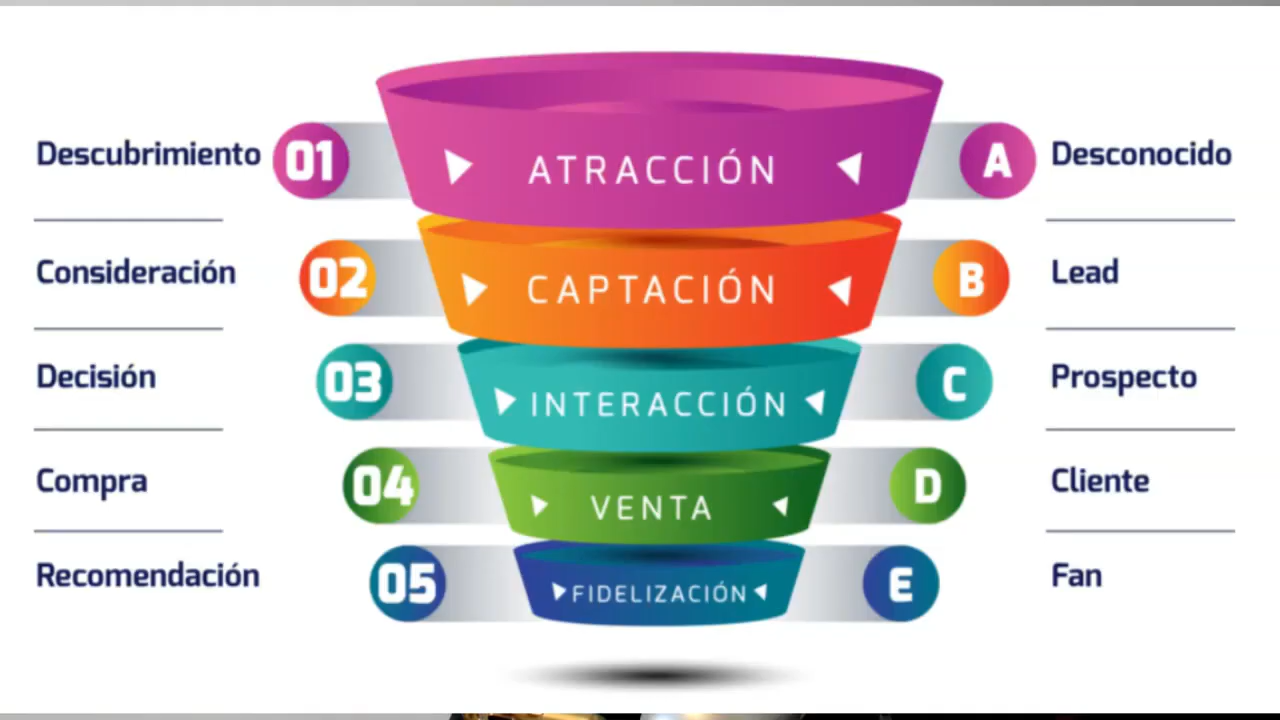 Descubrimiento 01 ATRACCIÓN A Desconocido
Consideración 02 CAPTACIÓN B Lead
Decisión 03 INTERACCIÓN C Prospecto
Compra 04 VENTA D Cliente
Recomendación 05 FIDELIZACIÓN E Fan